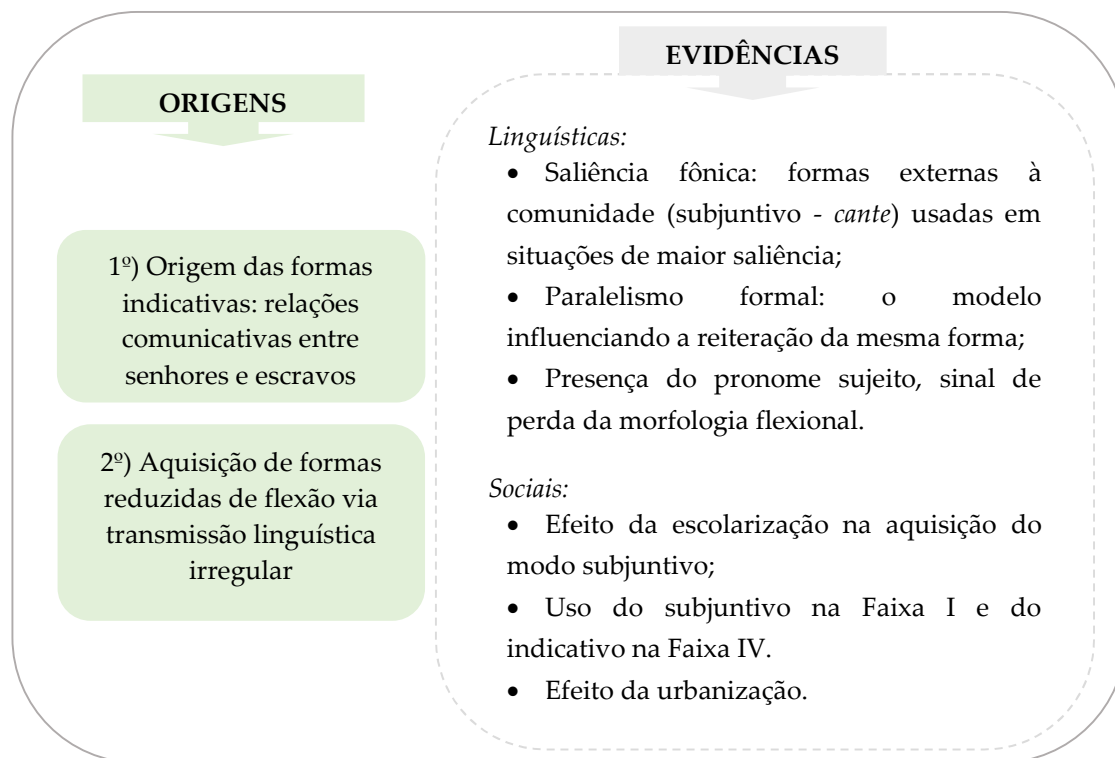 ORIGENS
1º) Origem das formas
indicativas: relações
comunicativas entre
senhores e escravos
2º) Aquisição de formas
reduzidas de flexão via
transmissão linguística
irregular
EVIDÊNCIAS
Linguísticas:
• Saliência fônica: formas externas à
comunidade (subjuntivo - cante) usadas em
situações de maior saliência;
• Paralelismo formal: o modelo
influenciando a reiteração da mesma forma;
• Presença do pronome sujeito, sinal de
perda da morfologia flexional.
Sociais:
• Efeito da escolarização na aquisição do
modo subjuntivo;
• Uso do subjuntivo na Faixa I e do
indicativo na Faixa IV.
• Efeito da urbanização.